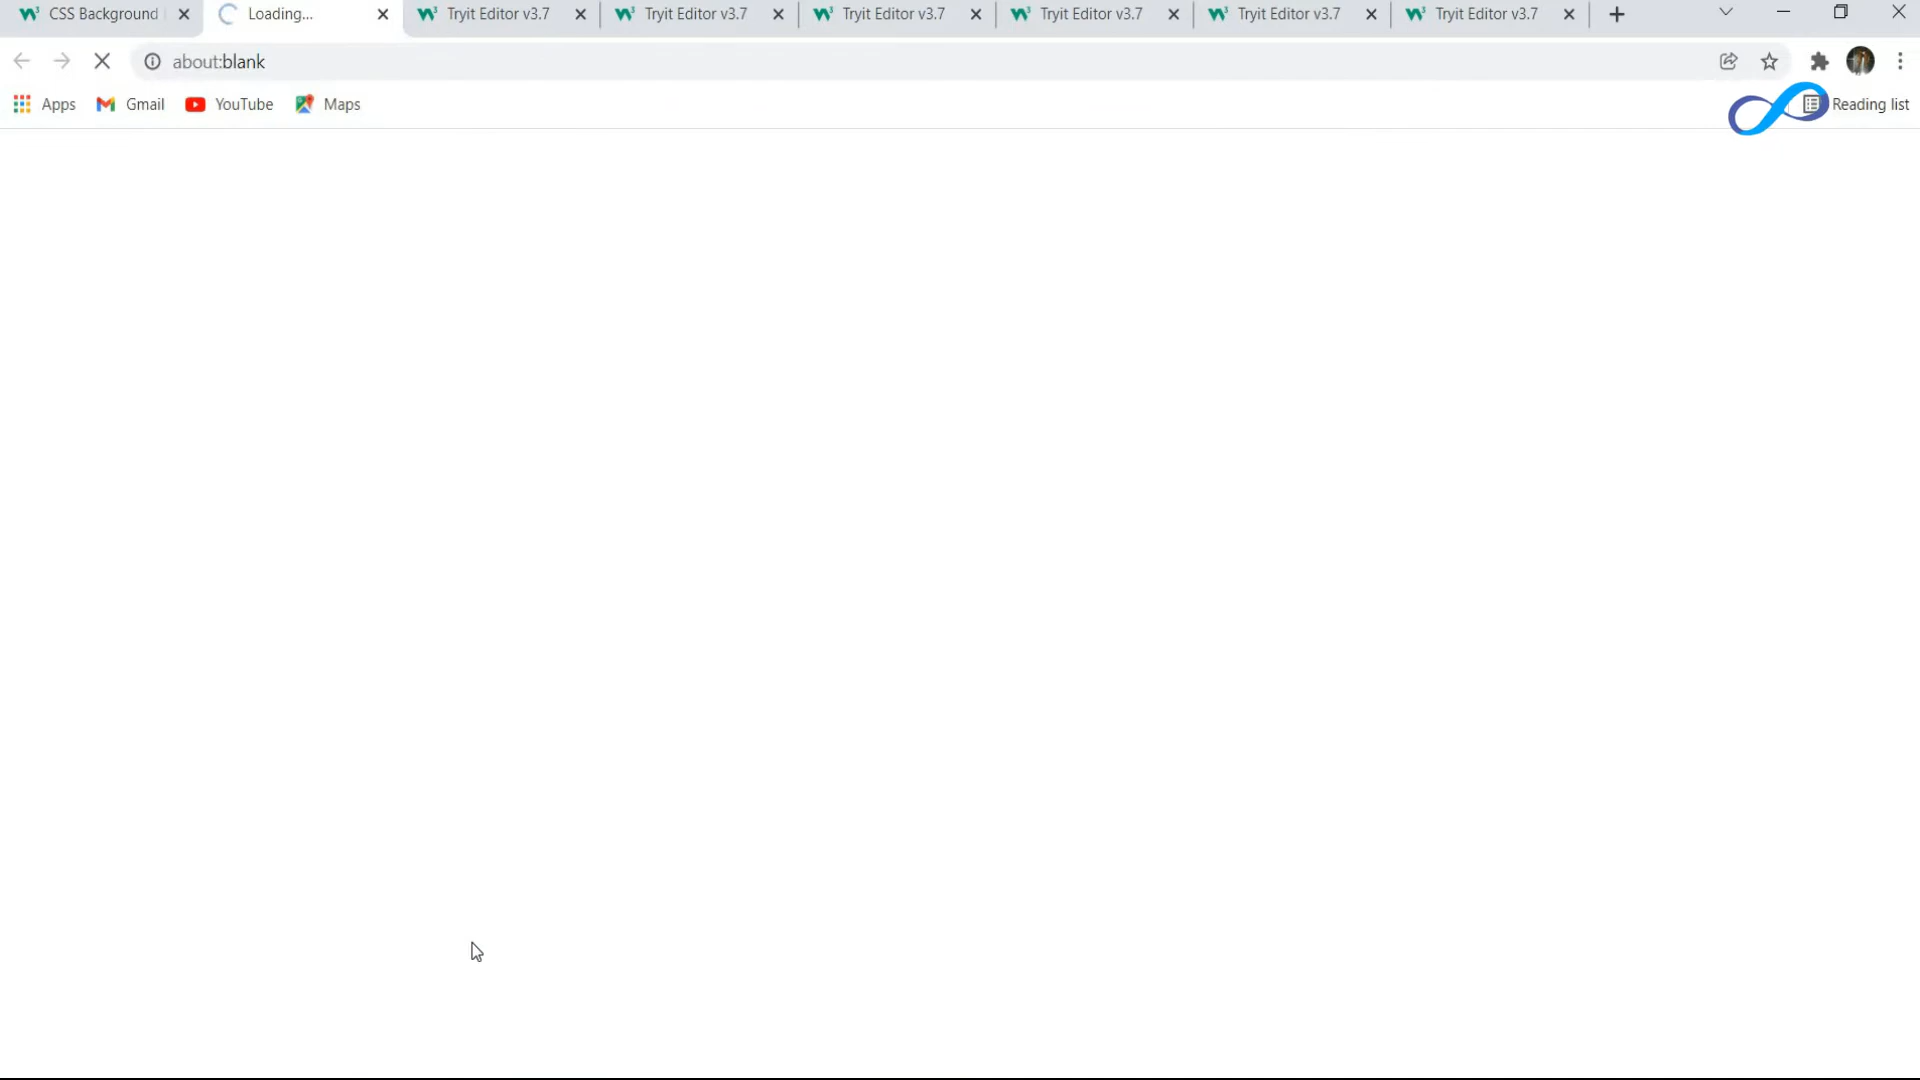 CSS Background
Loading...
Tryit Editor v3.7
Tryit Editor v3.7
Tryit Editor v3.7
Tryit Editor v3.7
Tryit Editor v3.7
Tryit Editor v3.7
about:blank
Apps
Gmail
YouTube
Maps
Reading list